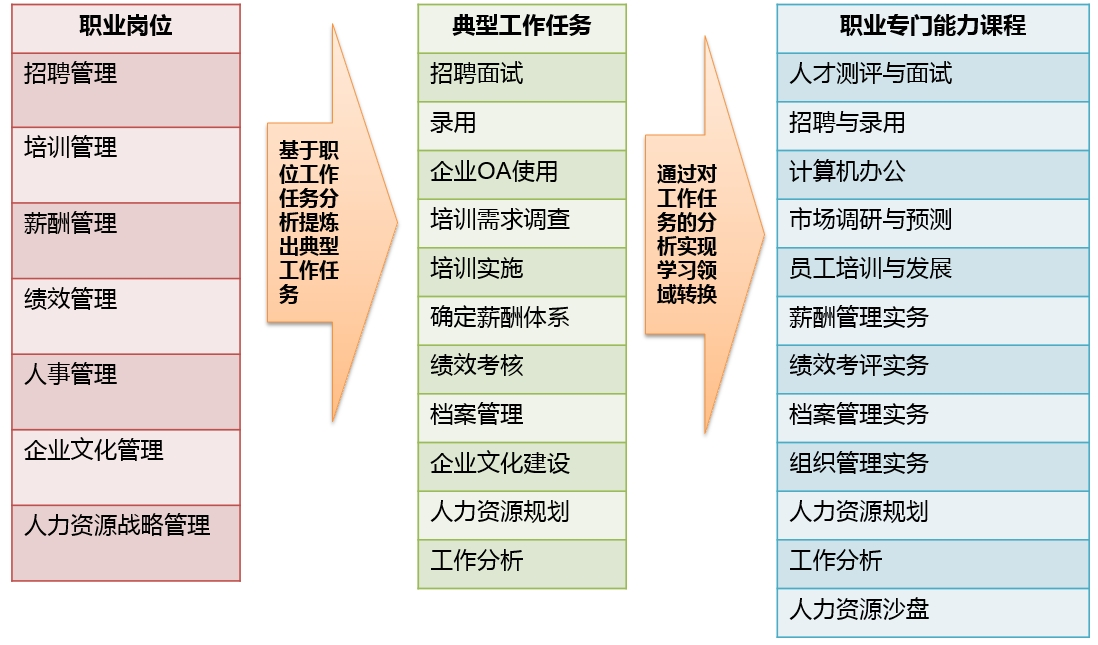 职业岗位
招聘管理
培训管理
薪酬管理
绩效管理
人事管理
企业文化管理
人力资源战略管理
基于职
位工作
任务分
析提炼
出典型
工作任
务
典型工作任务
招聘面试
录用
企业OA使用
培训需求调查
培训实施
确定薪酬体系
绩效考核
档案管理
企业文化建设
人力资源规划
工作分析
通过对
工作任
务的分
析实现
学习领
域转换
职业专门能力课程
人才测评与面试
招聘与录用
计算机办公
市场调研与预测
员工培训与发展
薪酬管理实务
绩效考评实务
档案管理实务
组织管理实务
人力资源规划
工作分析
人力资源沙盘